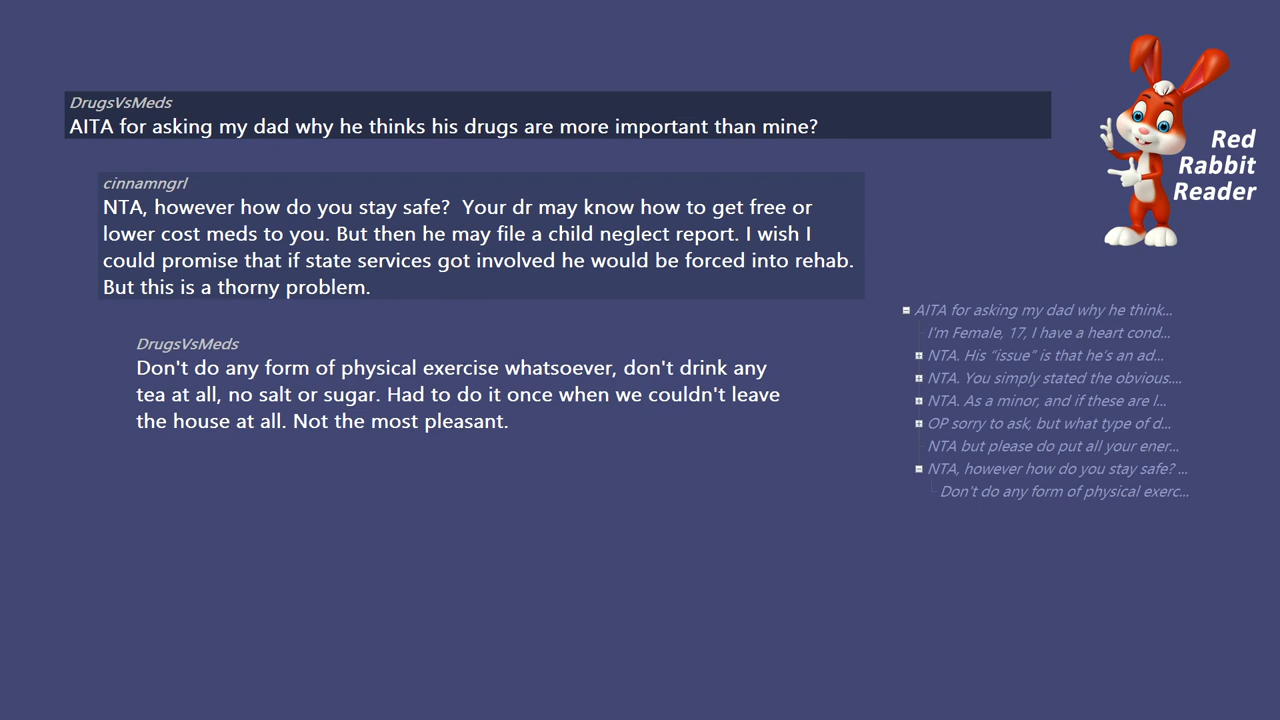 DrugsVsMeds
AITA for asking my dad why he thinks his drugs are more important than mine?
cinnamngrl
NTA, however how do you stay safe?  Your dr may know how to get free or
lower cost meds to you. But then he may file a child neglect report. I wish I
could promise that if state services got involved he would be forced into rehab.
But this is a thorny problem.
DrugsVsMeds
Don't do any form of physical exercise whatsoever, don't drink any
tea at all, no salt or sugar. Had to do it once when we couldn't leave
the house at all. Not the most pleasant.
Red
Rabbit
Reader
AITA for asking my dad why he think...
I'm Female, 17, I have a heart cond...
NTA. His “issue” is that he's an ad...
NTA. You simply stated the obvious....
NTA. As a minor, and if these are l...
OP sorry to ask, but what type of d...
NTA but please do put all your ener...
NTA, however how do you stay safe? ...
Don't do any form of physical exerc...